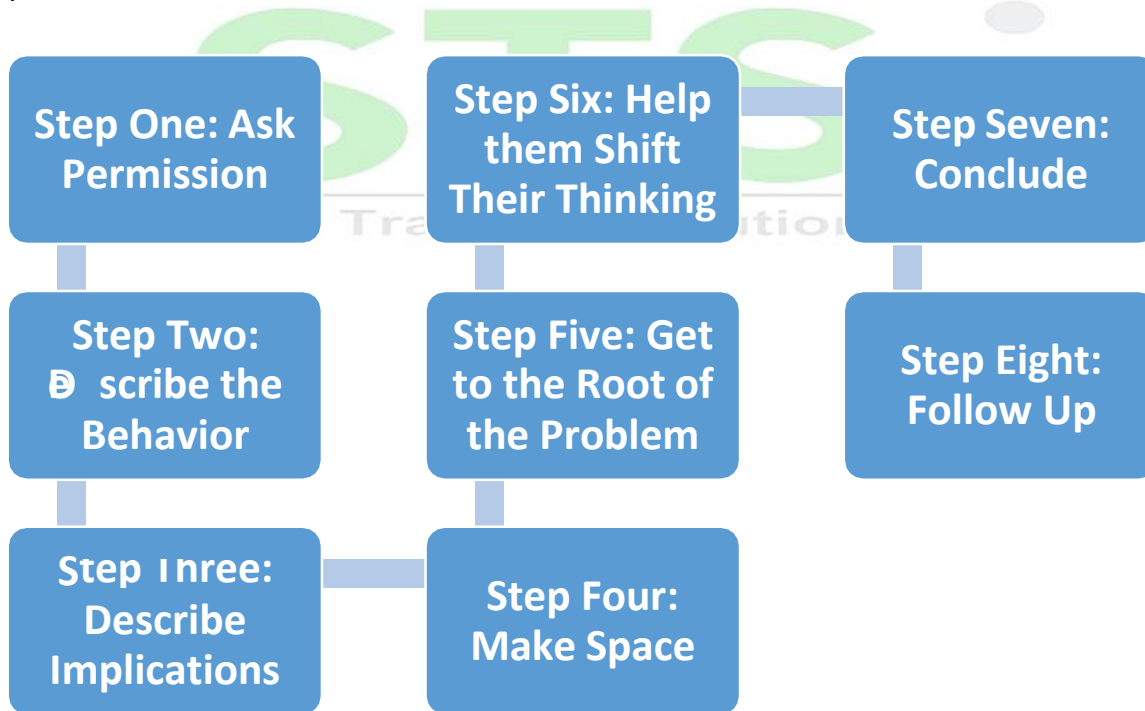 STS
Step One: Ask
Permission
Step Two:
Describe the
Behavior
Step Three:
Describe
Implications
Step Four:
Make Space
Step Five: Get
to the Root of
the Problem
Step Six: Help
them Shift
Their Thinking
Step Seven:
Conclude
Step Eight:
Follow Up